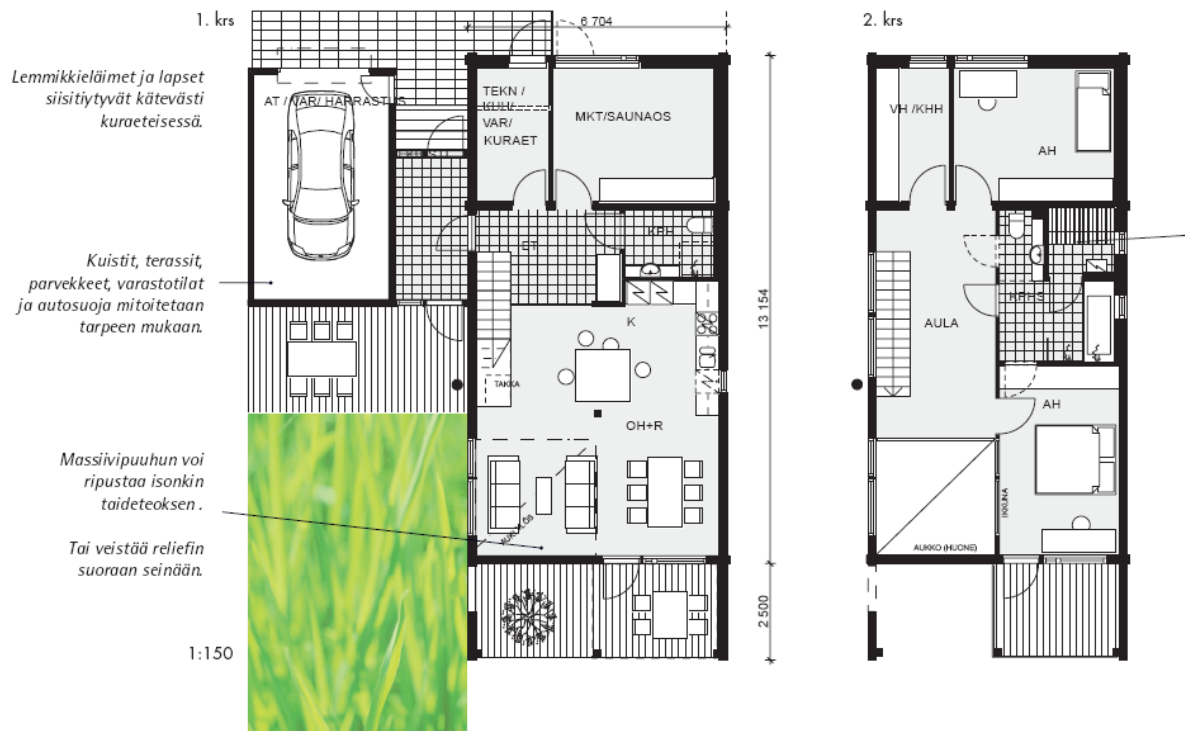 1. krs
6 704
2. krs
Lemmikkieläimet ja lapset
siisitiytyvät kätevästi
kuraeteisessä.
AT / VAR/ HARRASTUS
TEKN /
KHH/
VAR/
KURAET
MKT/SAUNAOS
VH /KHH
AH
ET
KPH
Kuistit, terassit,
parvekkeet, varastotilat
ja autosuoja mitoitetaan
tarpeen mukaan.
K
13 154
AULA
KPHS
TAKKA
OH+R
AH
Massiivipuuhun voi
ripustaa isonkin
taideteoksen .
Tai veistää reliefin
suoraan seinään.
IKKUNA
AUKKO (HUONE)
2 500
1:150